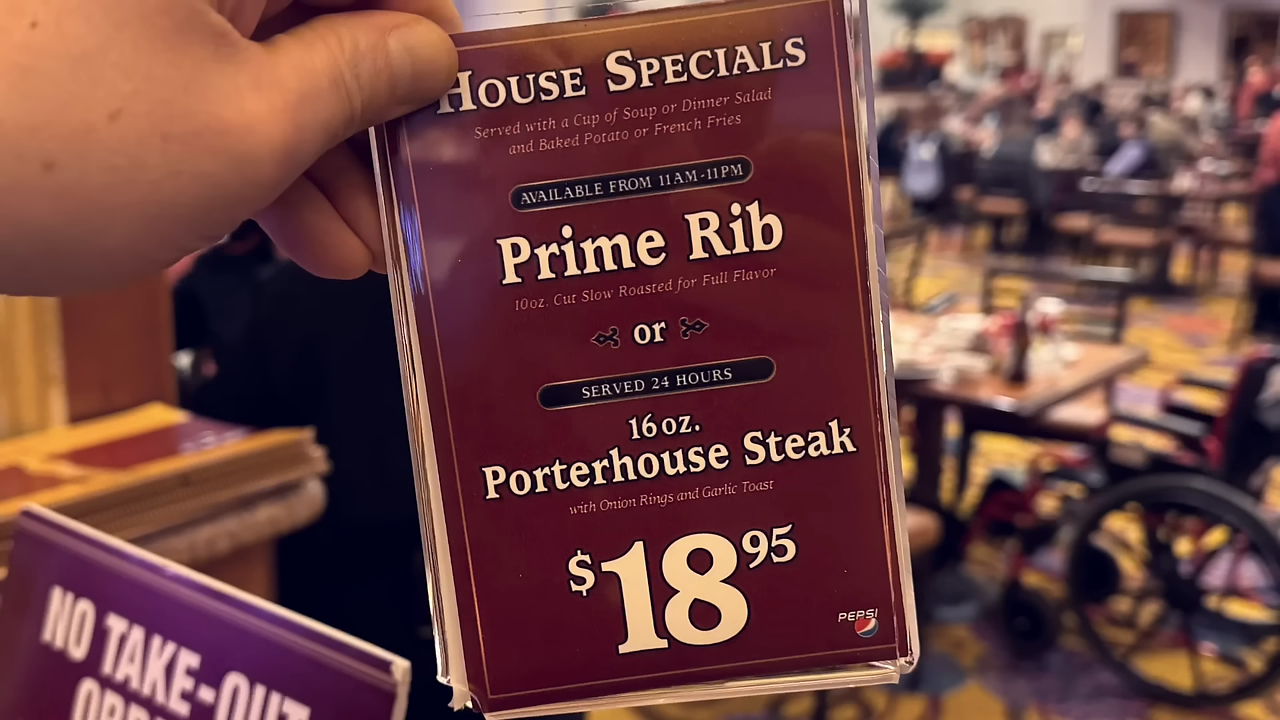 House Specials
Served with a Cup of Soup or Dinner Salad
and Baked Potato or French Fries
AVAILABLE FROM 11AM-11PM
Prime Rib
10oz. Cut Slow Roasted for Full Flavor
or
SERVED 24 HOURS
16oz.
Porterhouse Steak
with Onion Rings and Garlic Toast
$18.95
PEPSI
NO TAKE-OUT